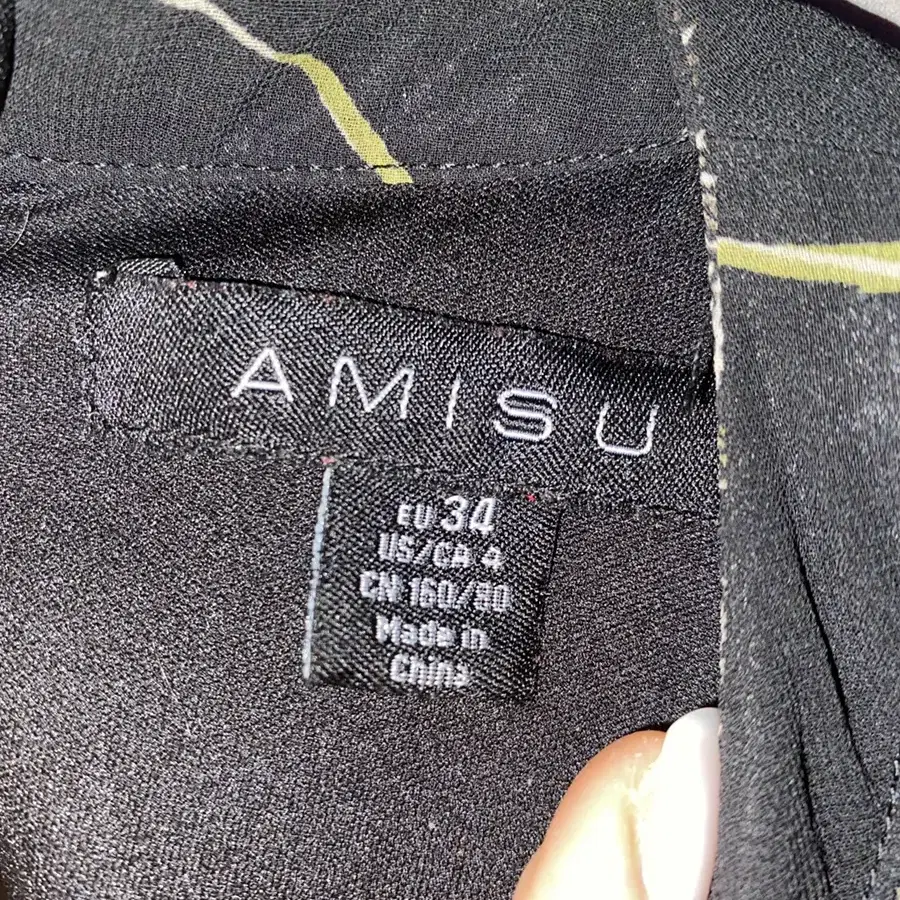 AMISU
EU 34
US/CA 4
CN 160/80
Made in
China